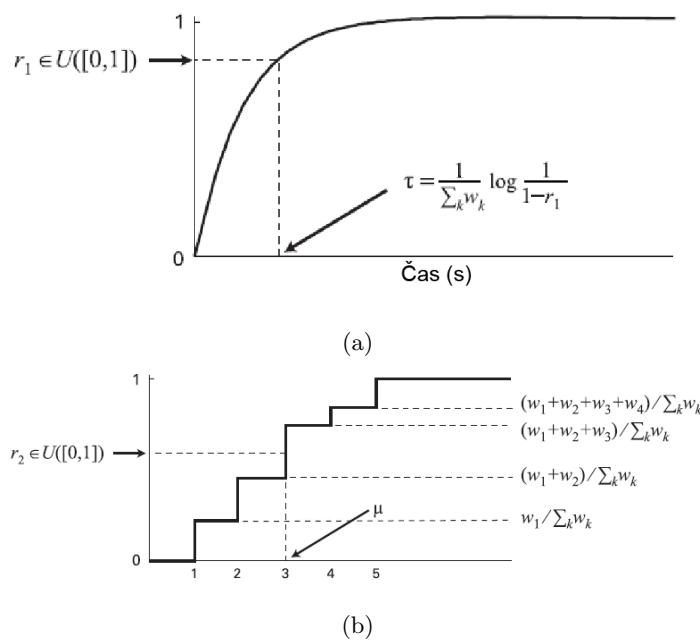 1
r₁ ∈ U([0,1])
τ = 1/∑ₖwₖ log 1/1−r₁
0
Čas (s)
(a)
1
(w₁+w₂+w₃+w₄)/∑ₖwₖ
(w₁+w₂+w₃)/∑ₖwₖ
r₂ ∈ U([0,1])
(w₁+w₂)/∑ₖwₖ
μ
w₁/∑ₖwₖ
0
1 2 3 4 5
(b)